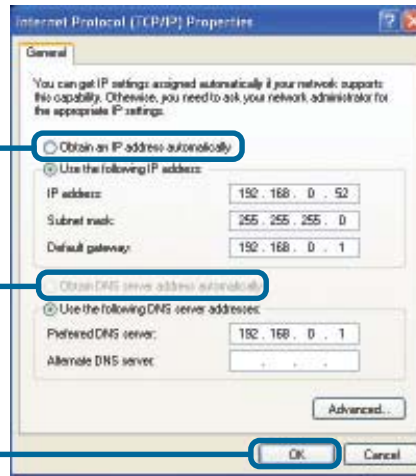 Internet Protocol (TCP/IP) Properties
General
You can get IP settings assigned automatically if your network supports
this capability. Otherwise, you need to ask your network administrator for
the appropriate IP settings.
Obtain an IP address automatically
Use the following IP address:
IP address:
192 . 168 . 0 . 52
Subnet mask:
255 . 255 . 255 . 0
Default gateway:
192 . 168 . 0 . 1
Obtain DNS server address automatically
Use the following DNS server addresses:
Preferred DNS server:
192 . 168 . 0 . 1
Alternate DNS server:
. . .
Advanced...
OK
Cancel